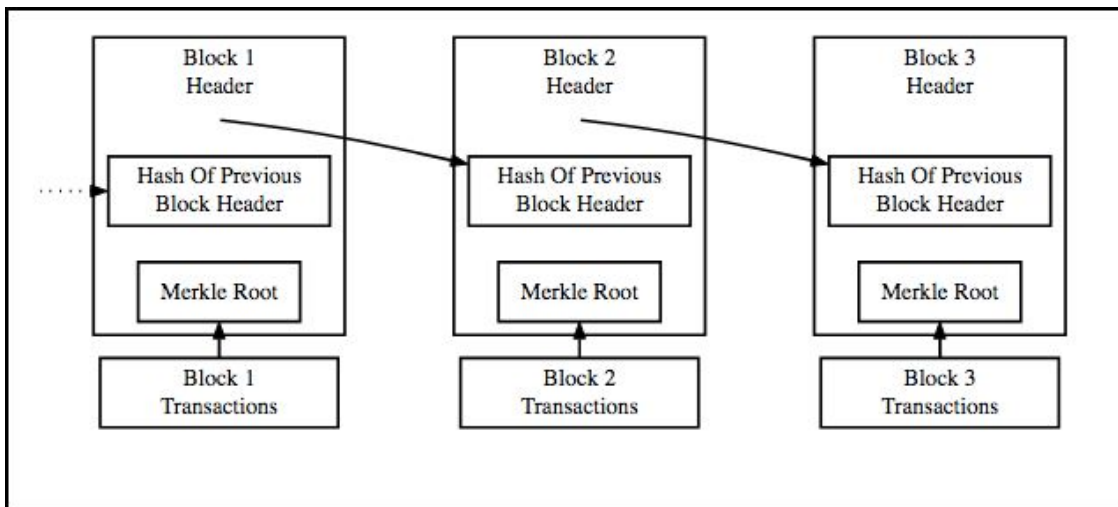 Block 1
Header
Hash Of Previous
Block Header
Merkle Root
Block 1
Transactions
Block 2
Header
Hash Of Previous
Block Header
Merkle Root
Block 2
Transactions
Block 3
Header
Hash Of Previous
Block Header
Merkle Root
Block 3
Transactions